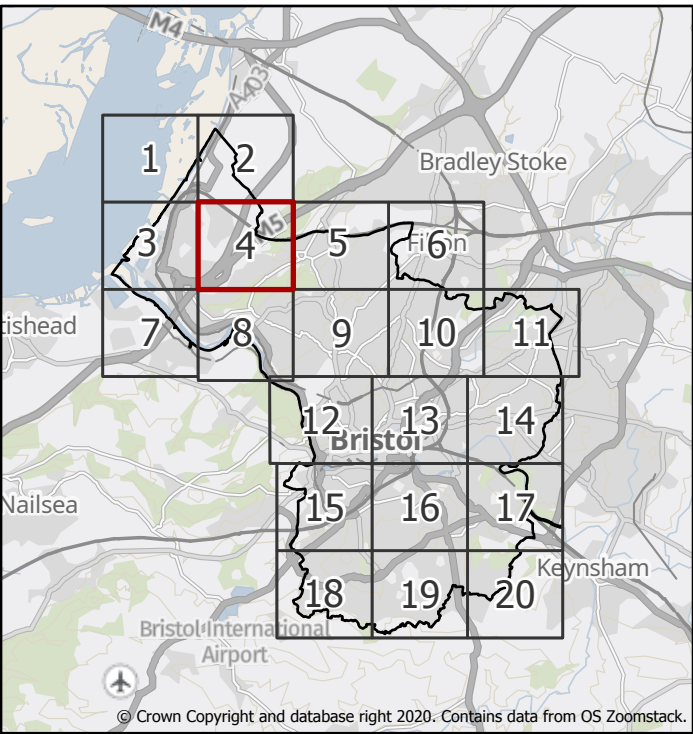 M4
A403
1
2
Bradley Stoke
3
4
M5
5
Filton
6
tishead
7
8
9
10
11
12
13
14
Bristol
Nailsea
15
16
17
Keynsham
18
19
20
Bristol International
Airport
© Crown Copyright and database right 2020. Contains data from OS Zoomstack.